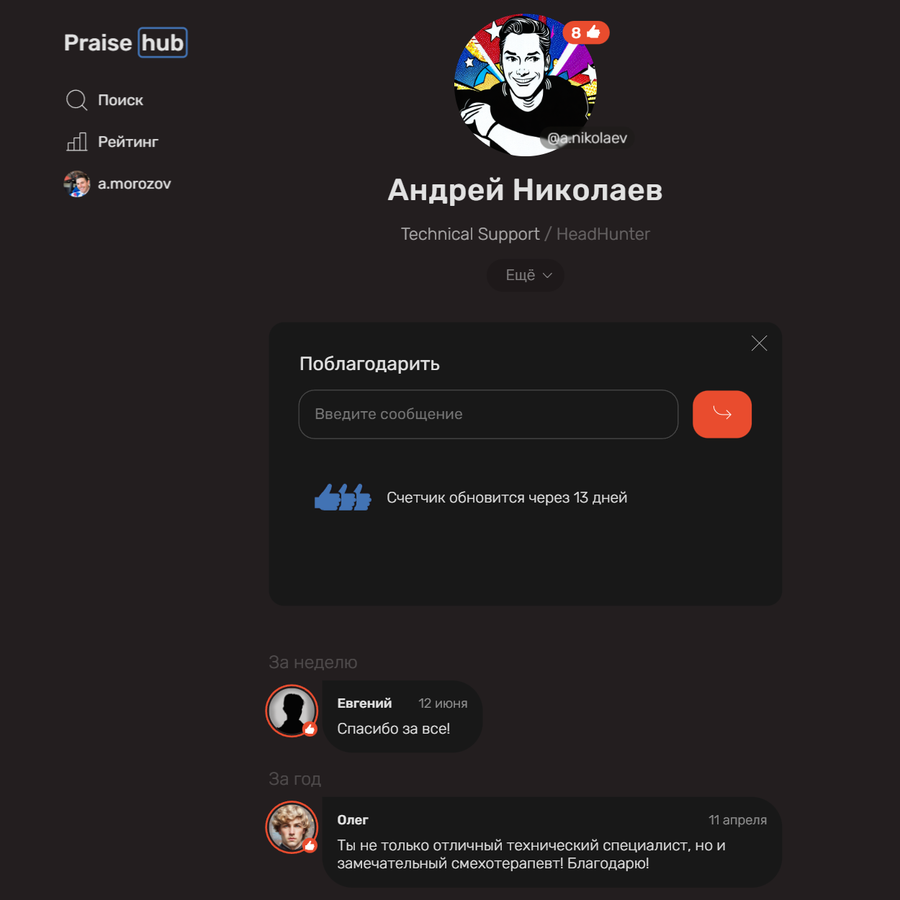 Praise hub
Поиск
Рейтинг
a.morozov
8
@a.nikolaev
Андрей Николаев
Technical Support / HeadHunter
Ещё
Поблагодарить
Введите сообщение
Счетчик обновится через 13 дней
За неделю
Евгений 12 июня
Спасибо за все!
За год
Олег 11 апреля
Ты не только отличный технический специалист, но и
замечательный смехотерапевт! Благодарю!